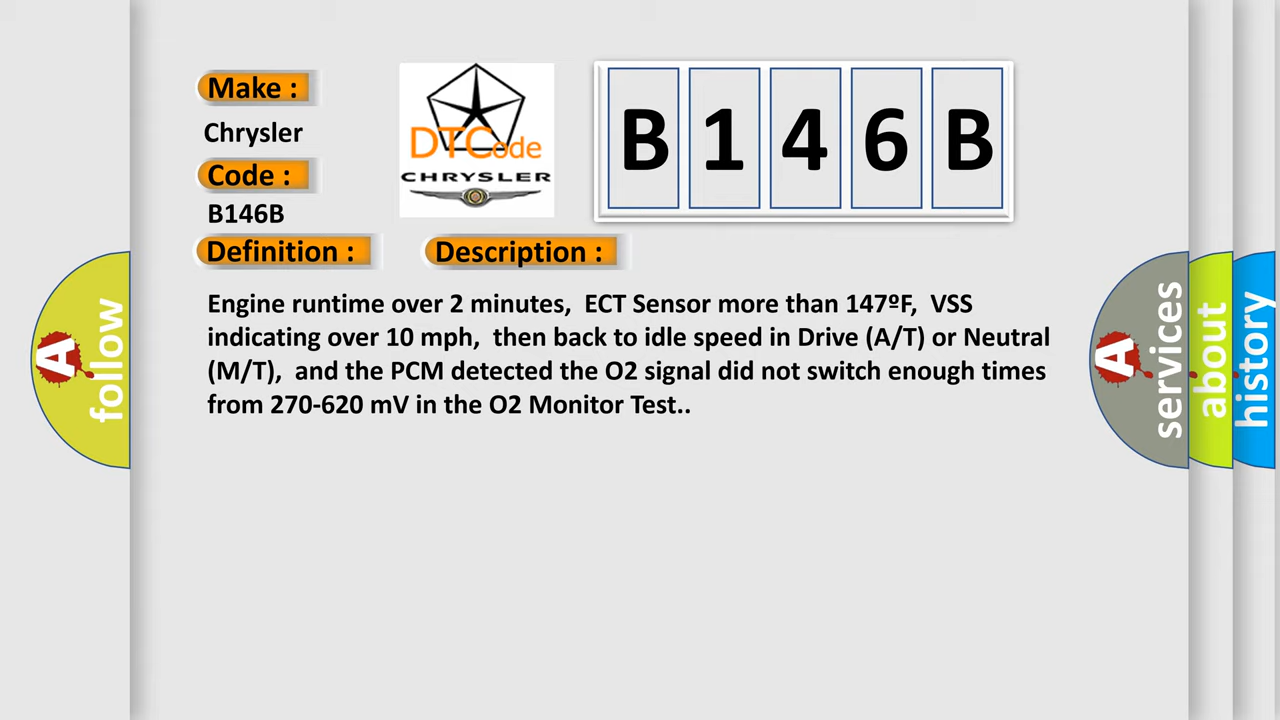 Make :
Chrysler
Code :
B146B
DTCode
CHRYSLER
B 1 4 6 B
Definition :
Description :
Engine runtime over 2 minutes,  ECT Sensor more than 147ºF,  VSS
indicating over 10 mph,  then back to idle speed in Drive (A/T) or Neutral
(M/T),  and the PCM detected the O2 signal did not switch enough times
from 270-620 mV in the O2 Monitor Test..
A
follow
A
services
about
history